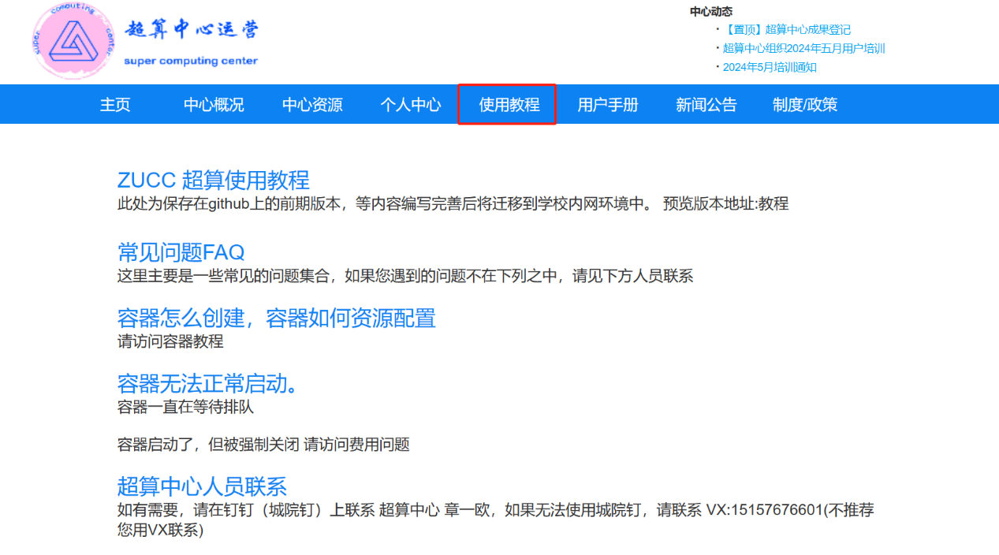 computing
super
center
超算中心运营
super computing center
中心动态
·【置顶】超算中心成果登记
·超算中心组织2024年五月用户培训
·2024年5月培训通知
主页 中心概况 中心资源 个人中心 使用教程 用户手册 新闻公告 制度/政策
ZUCC 超算使用教程
此处为保存在github上的前期版本，等内容编写完善后将迁移到学校内网环境中。 预览版本地址:教程
常见问题FAQ
这里主要是一些常见的问题集合，如果您遇到的问题不在下列之中，请见下方人员联系
容器怎么创建，容器如何资源配置
请访问容器教程
容器无法正常启动。
容器一直在等待排队
容器启动了，但被强制关闭 请访问费用问题
超算中心人员联系
如有需要，请在钉钉（城院钉）上联系 超算中心 章一欧，如果无法使用城院钉，请联系 VX:15157676601(不推荐
您用VX联系)